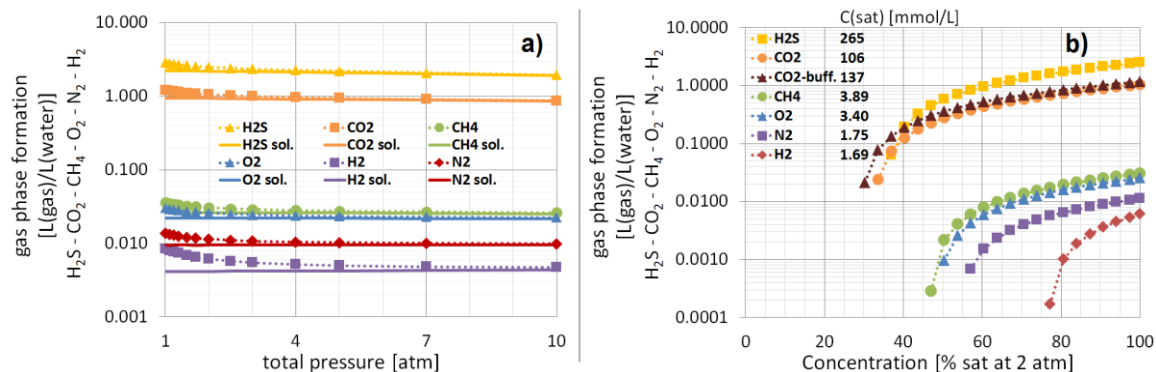 gas phase formation
[L(gas)/L(water)]
H2S - CO2 - CH4 - O2 - N2 - H2
10.000
1.000
0.100
0.010
0.001
a)
H2S
CO2
CH4
H2S sol.
CO2 sol.
CH4 sol.
O2
H2
N2
O2 sol.
H2 sol.
N2 sol.
1
4
7
10
total pressure [atm]
gas phase formation
[L(gas)/L(water)]
H2S - CO2 - CH4 - O2 - N2 - H2
10.0000
1.0000
0.1000
0.0100
0.0010
0.0001
C(sat) [mmol/L]
b)
H2S 265
CO2 106
CO2-buff. 137
CH4 3.89
O2 3.40
N2 1.75
H2 1.69
0
20
40
60
80
100
Concentration [% sat at 2 atm]